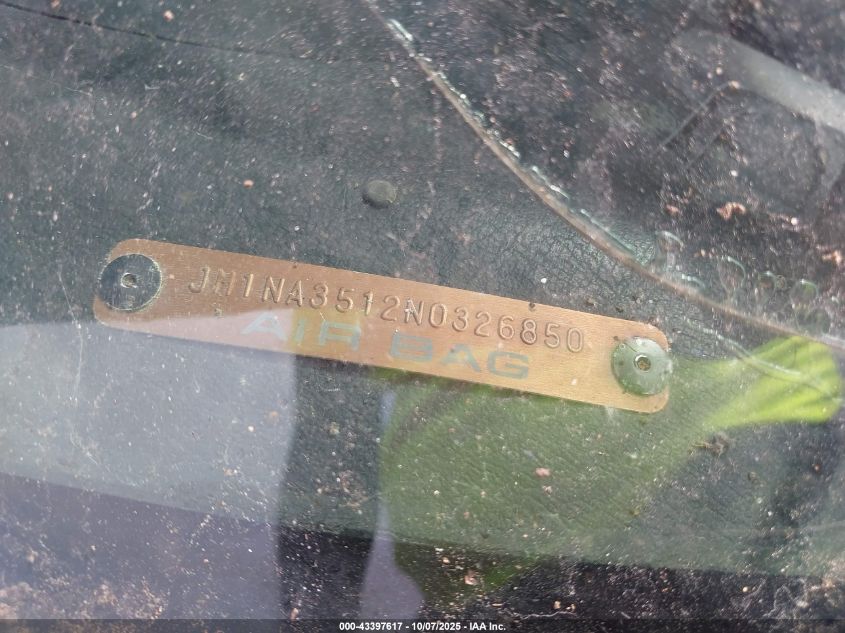 JM1NA3512N0326850
AIR BAG
000-43397617 - 10/07/2025 - IAA Inc.